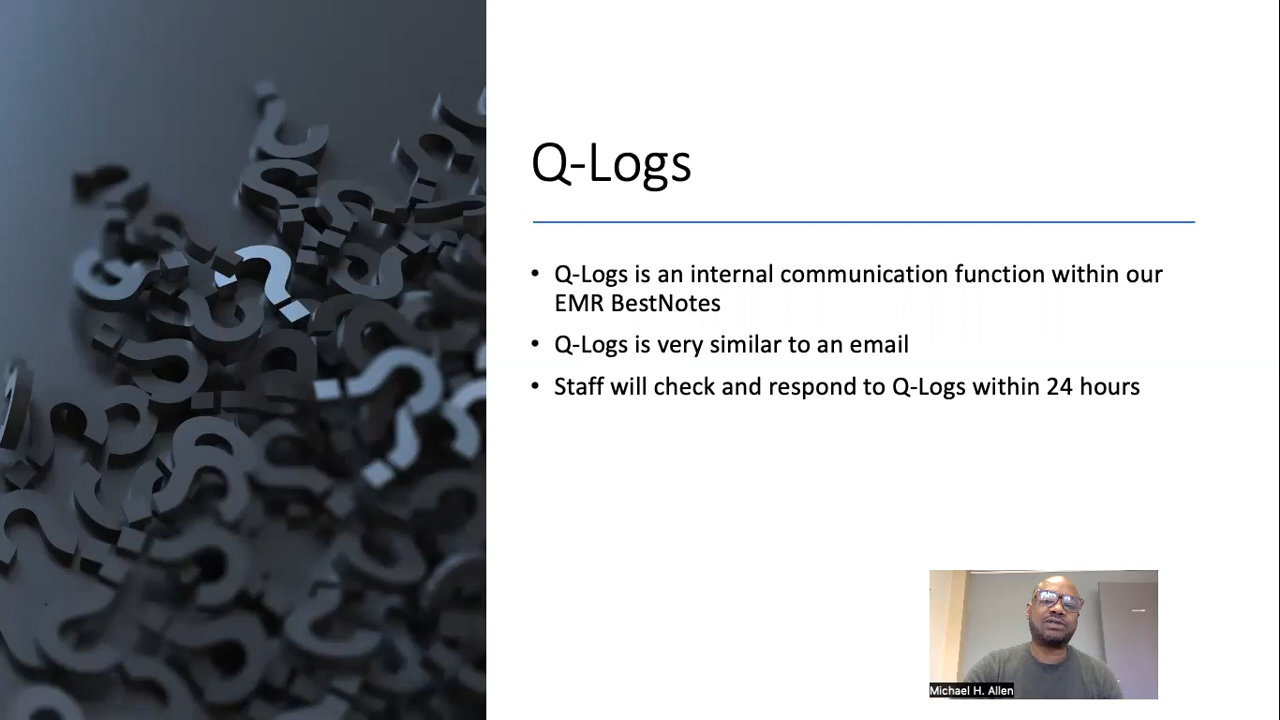 Q-Logs
• Q-Logs is an internal communication function within our
EMR BestNotes
• Q-Logs is very similar to an email
• Staff will check and respond to Q-Logs within 24 hours
Michael H. Allen